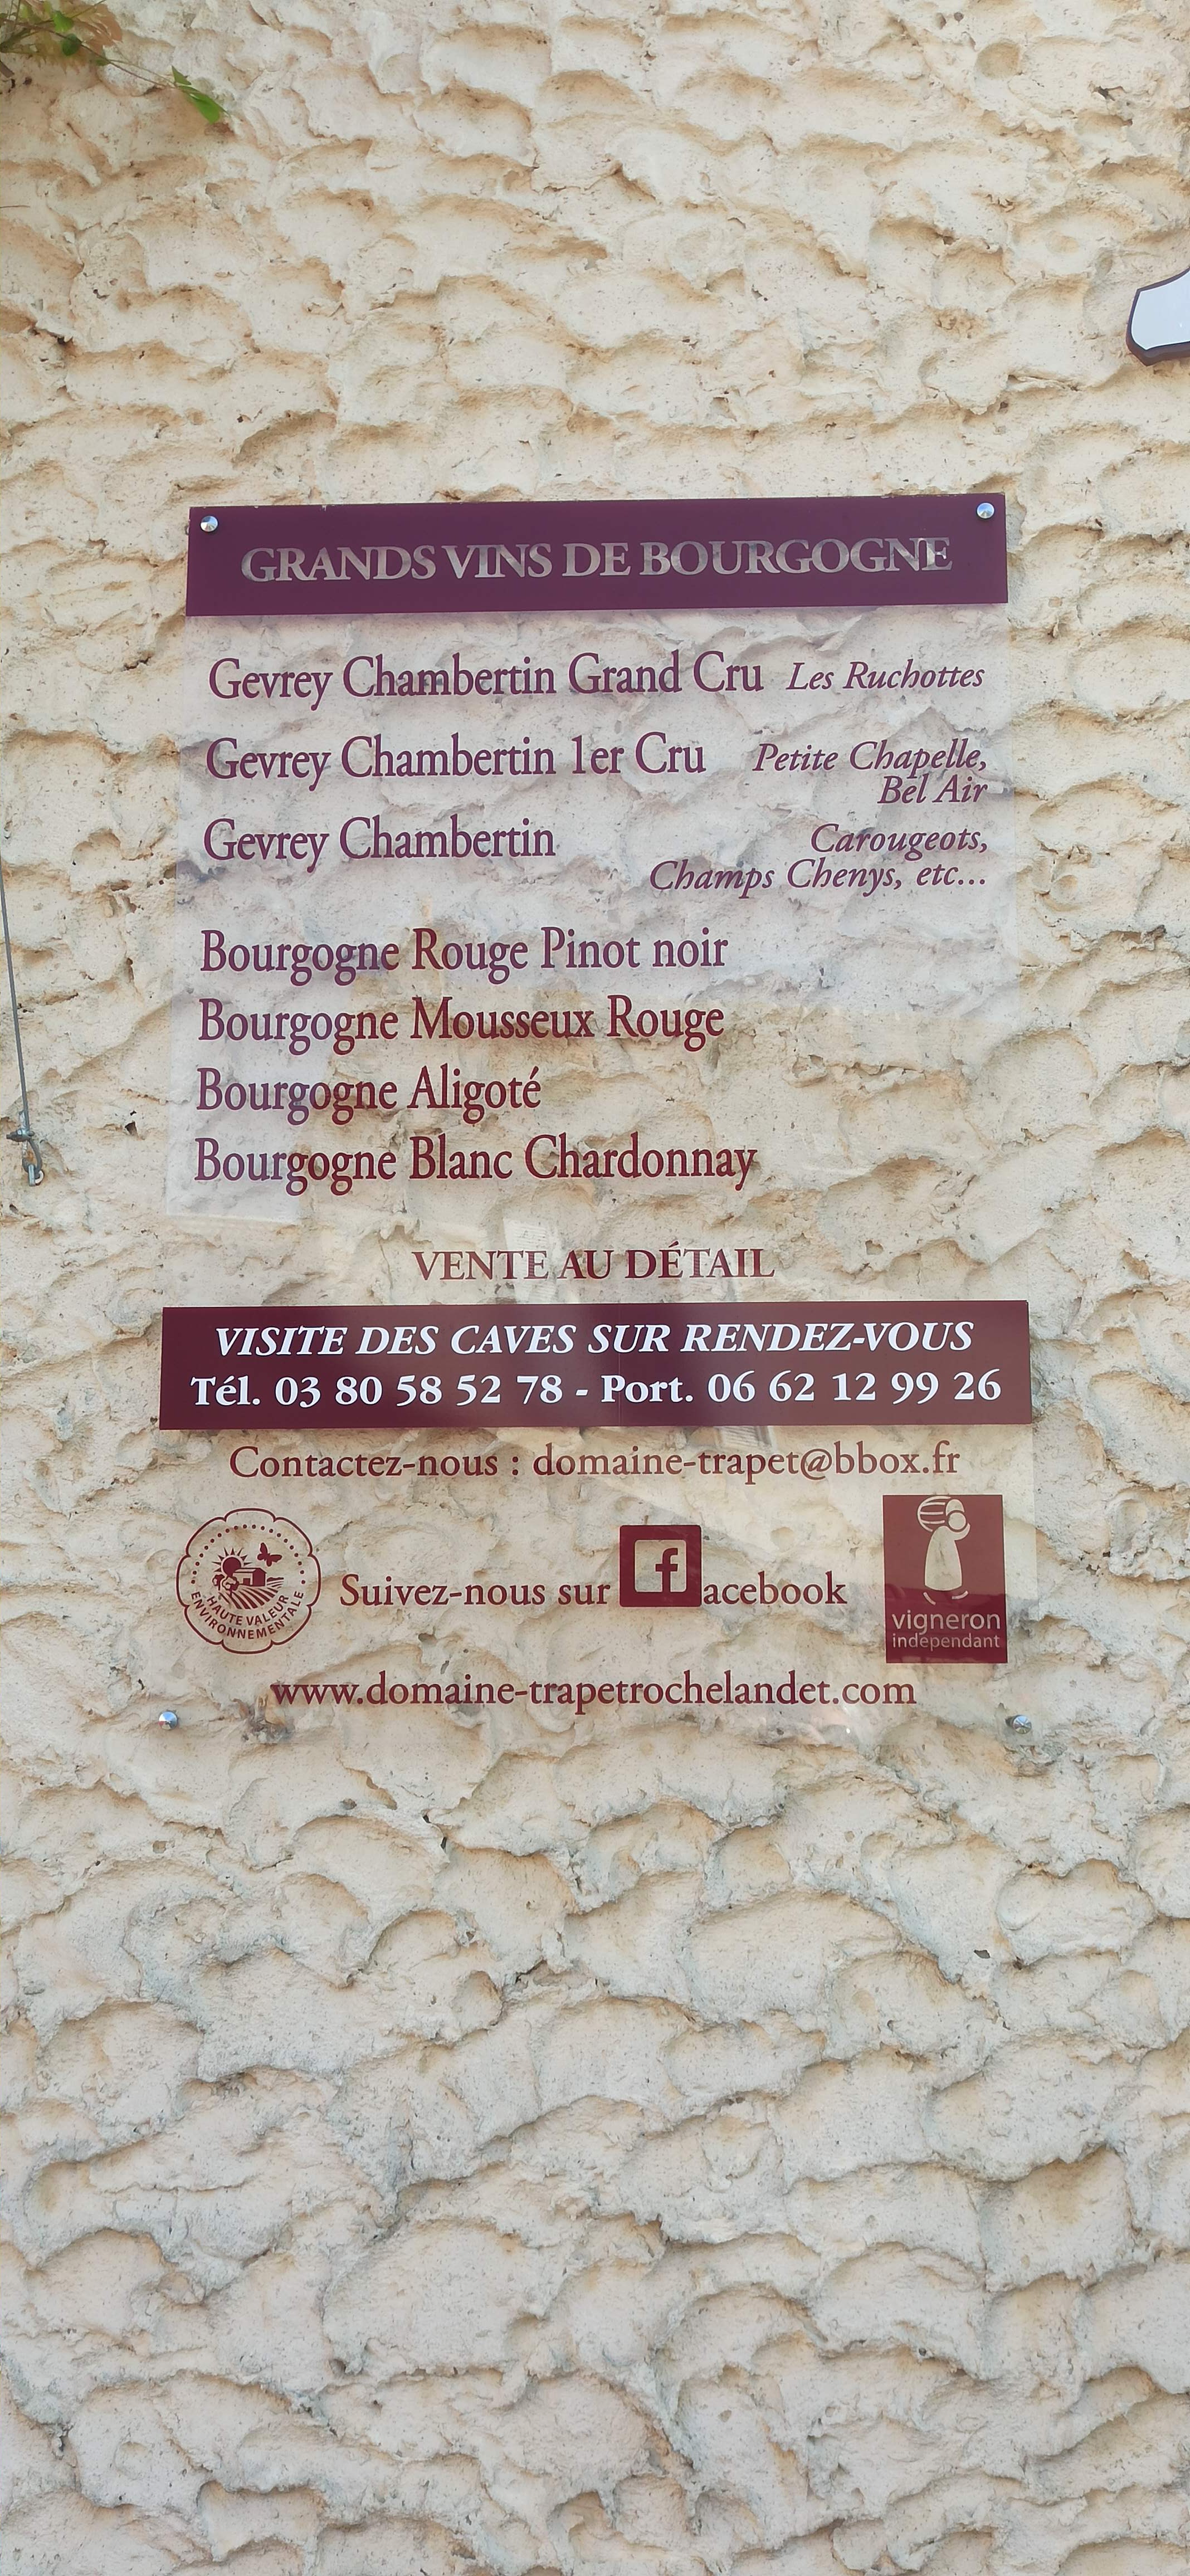 GRANDS VINS DE BOURGOGNE
Gevrey Chambertin Grand Cru Les Ruchottes
Gevrey Chambertin 1er Cru Petite Chapelle,
Bel Air
Gevrey Chambertin Carougeots,
Champs Chenys, etc...
Bourgogne Rouge Pinot noir
Bourgogne Mousseux Rouge
Bourgogne Aligoté
Bourgogne Blanc Chardonnay
VENTE AU DÉTAIL
VISITE DES CAVES SUR RENDEZ-VOUS
Tél. 03 80 58 52 78 - Port. 06 62 12 99 26
Contactez-nous : domaine-trapet@bbox.fr
HAUTE VALEUR
ENVIRONNEMENTALE
Suivez-nous sur facebook
vigneron
indépendant
www.domaine-trapetrochelandet.com